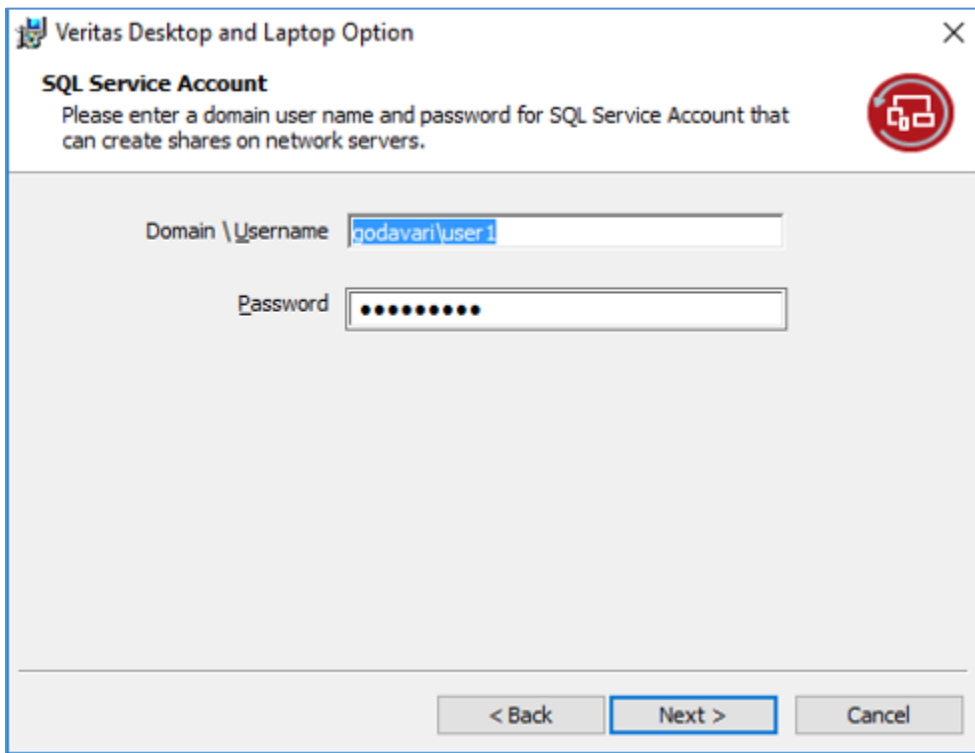 Veritas Desktop and Laptop Option
SQL Service Account
Please enter a domain user name and password for SQL Service Account that
can create shares on network servers.
Domain \ Username godavari\user1
Password •••••••••
< Back Next > Cancel